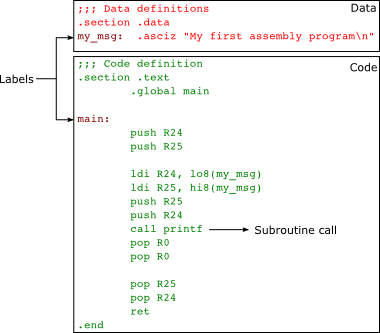 Data
;;; Data definitions
.section .data
my_msg: .asciz "My first assembly program\n"
Code
;;; Code definition
.section .text
.global main
Labels
main:
push R24
push R25
ldi R24, lo8(my_msg)
ldi R25, hi8(my_msg)
push R25
push R24
call printf
Subroutine call
pop R0
pop R0
pop R25
pop R24
ret
.end